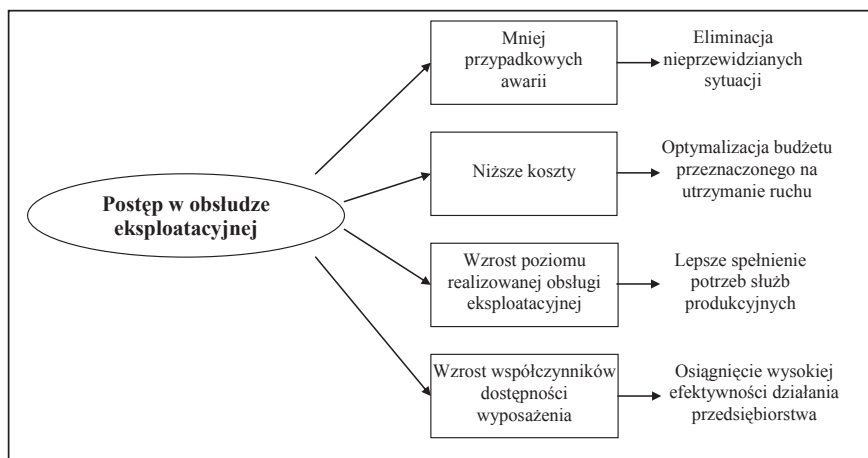 Mniej
przypadkowych
awarii
Eliminacja
nieprzewidzianych
sytuacji
Niższe koszty
Optymalizacja budżetu
przeznaczonego na
utrzymanie ruchu
Postęp w obsłudze
eksploatacyjnej
Wzrost poziomu
realizowanej obsługi
eksploatacyjnej
Lepsze spełnienie
potrzeb służb
produkcyjnych
Wzrost współczynników
dostępności
wyposażenia
Osiągnięcie wysokiej
efektywności działania
przedsiębiorstwa